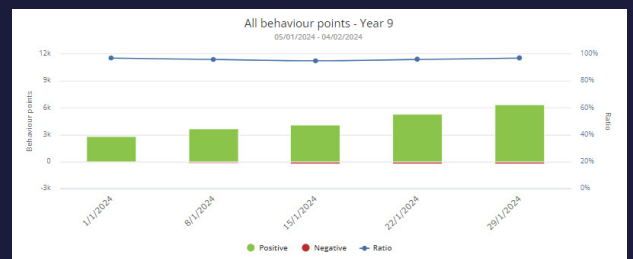 All behaviour points - Year 9
05/01/2024 - 04/02/2024
12k
9k
6k
3k
0
-3k
Behaviour points
100%
80%
60%
40%
20%
0%
Ratio
1/1/2024
8/1/2024
15/1/2024
22/1/2024
29/1/2024
Positive Negative Ratio